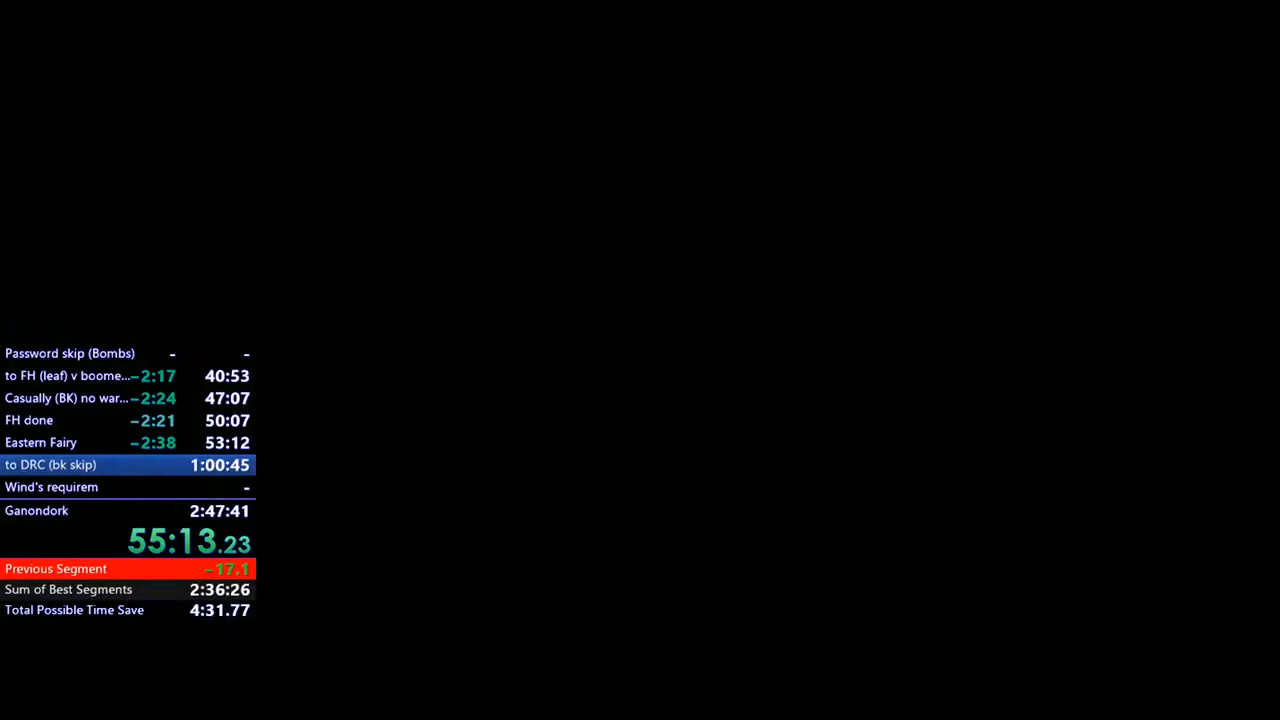 Password skip (Bombs) - -
to FH (leaf) v boome... -2:17 40:53
Casually (BK) no war... -2:24 47:07
FH done -2:21 50:07
Eastern Fairy -2:38 53:12
to DRC (bk skip) 1:00:45
Wind's requirem -
Ganondork 2:47:41
55:13.23
Previous Segment -17.1
Sum of Best Segments 2:36:26
Total Possible Time Save 4:31.77